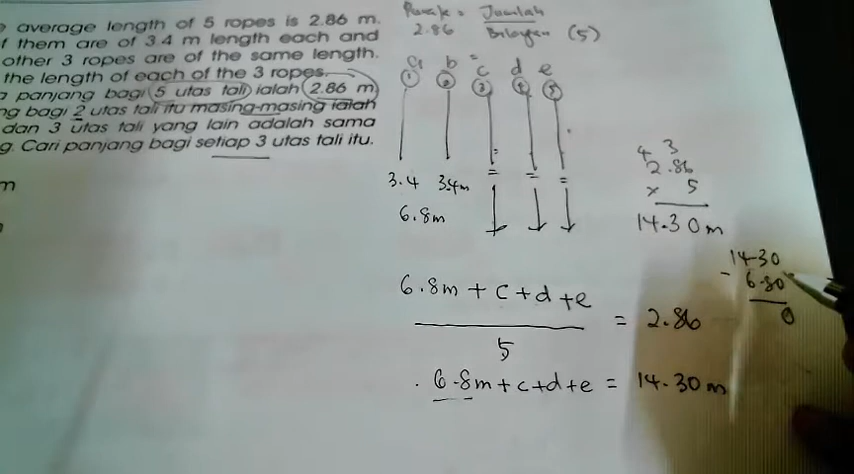 average length of 5 ropes is 2.86 m.
f them are of 3.4 m length each and
other 3 ropes are of the same length.
the length of each of the 3 ropes.
panjang bagi 5 utas tali ialah 2.86 m
ng bagi 2 utas tali itu masing-masing ialah
dan 3 utas tali yang lain adalah sama
g. Cari panjang bagi setiap 3 utas tali itu.
m
= Jumlah
2.86 Bilangan (5)
a b c d e
1 2 3 4 5
3.4 3.4m
6.8m
4 3
2.86
x 5
14.30 m
14.30
- 6.80
0
6.8m + c + d + e
= 2.86
5
6.8m + c + d + e = 14.30 m